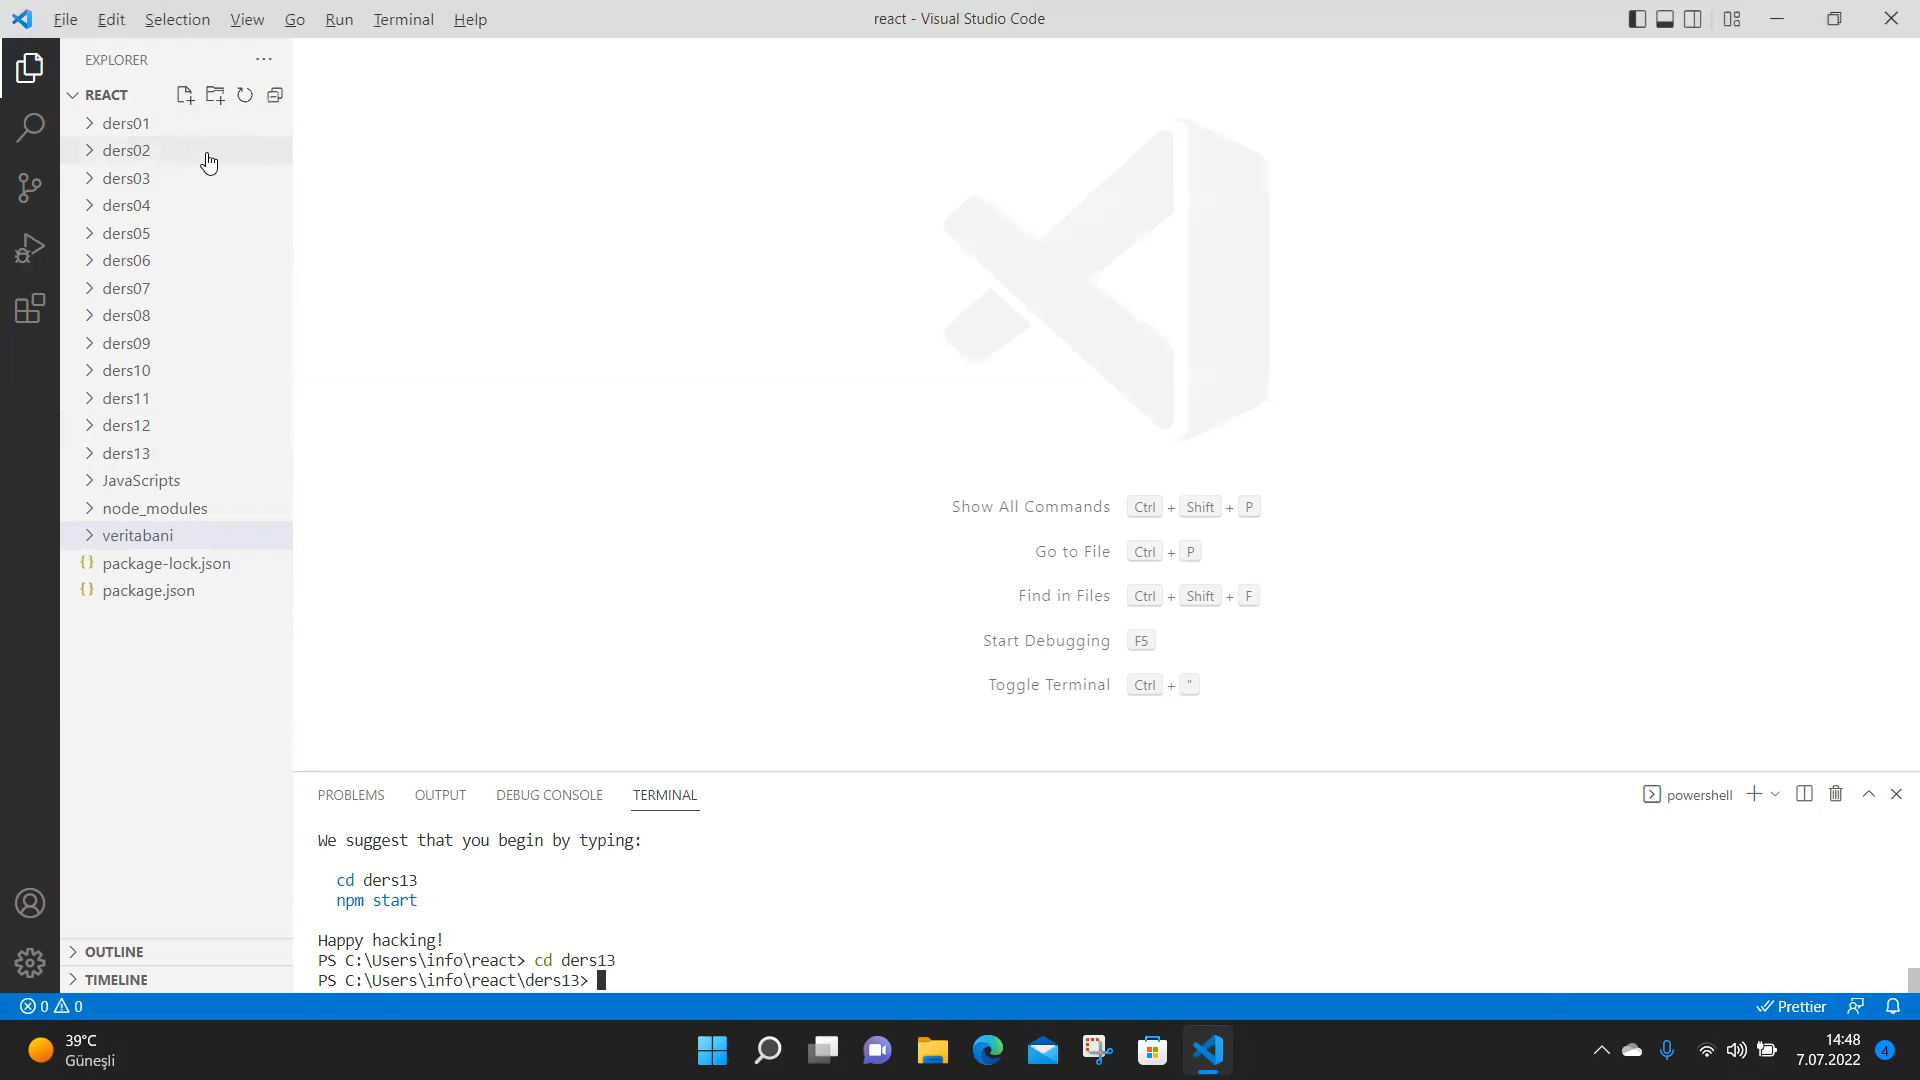 File Edit Selection View Go Run Terminal Help
react - Visual Studio Code
EXPLORER
REACT
ders01
ders02
ders03
ders04
ders05
ders06
ders07
ders08
ders09
ders10
ders11
ders12
ders13
JavaScripts
node_modules
veritabani
{} package-lock.json
{} package.json
OUTLINE
TIMELINE
Show All Commands Ctrl + Shift + P
Go to File Ctrl + P
Find in Files Ctrl + Shift + F
Start Debugging F5
Toggle Terminal Ctrl + "
PROBLEMS OUTPUT DEBUG CONSOLE TERMINAL
powershell
We suggest that you begin by typing:
cd ders13
npm start
Happy hacking!
PS C:\Users\info\react> cd ders13
PS C:\Users\info\react\ders13>
0 0
Prettier
39°C
Güneşli
14:48
7.07.2022
4